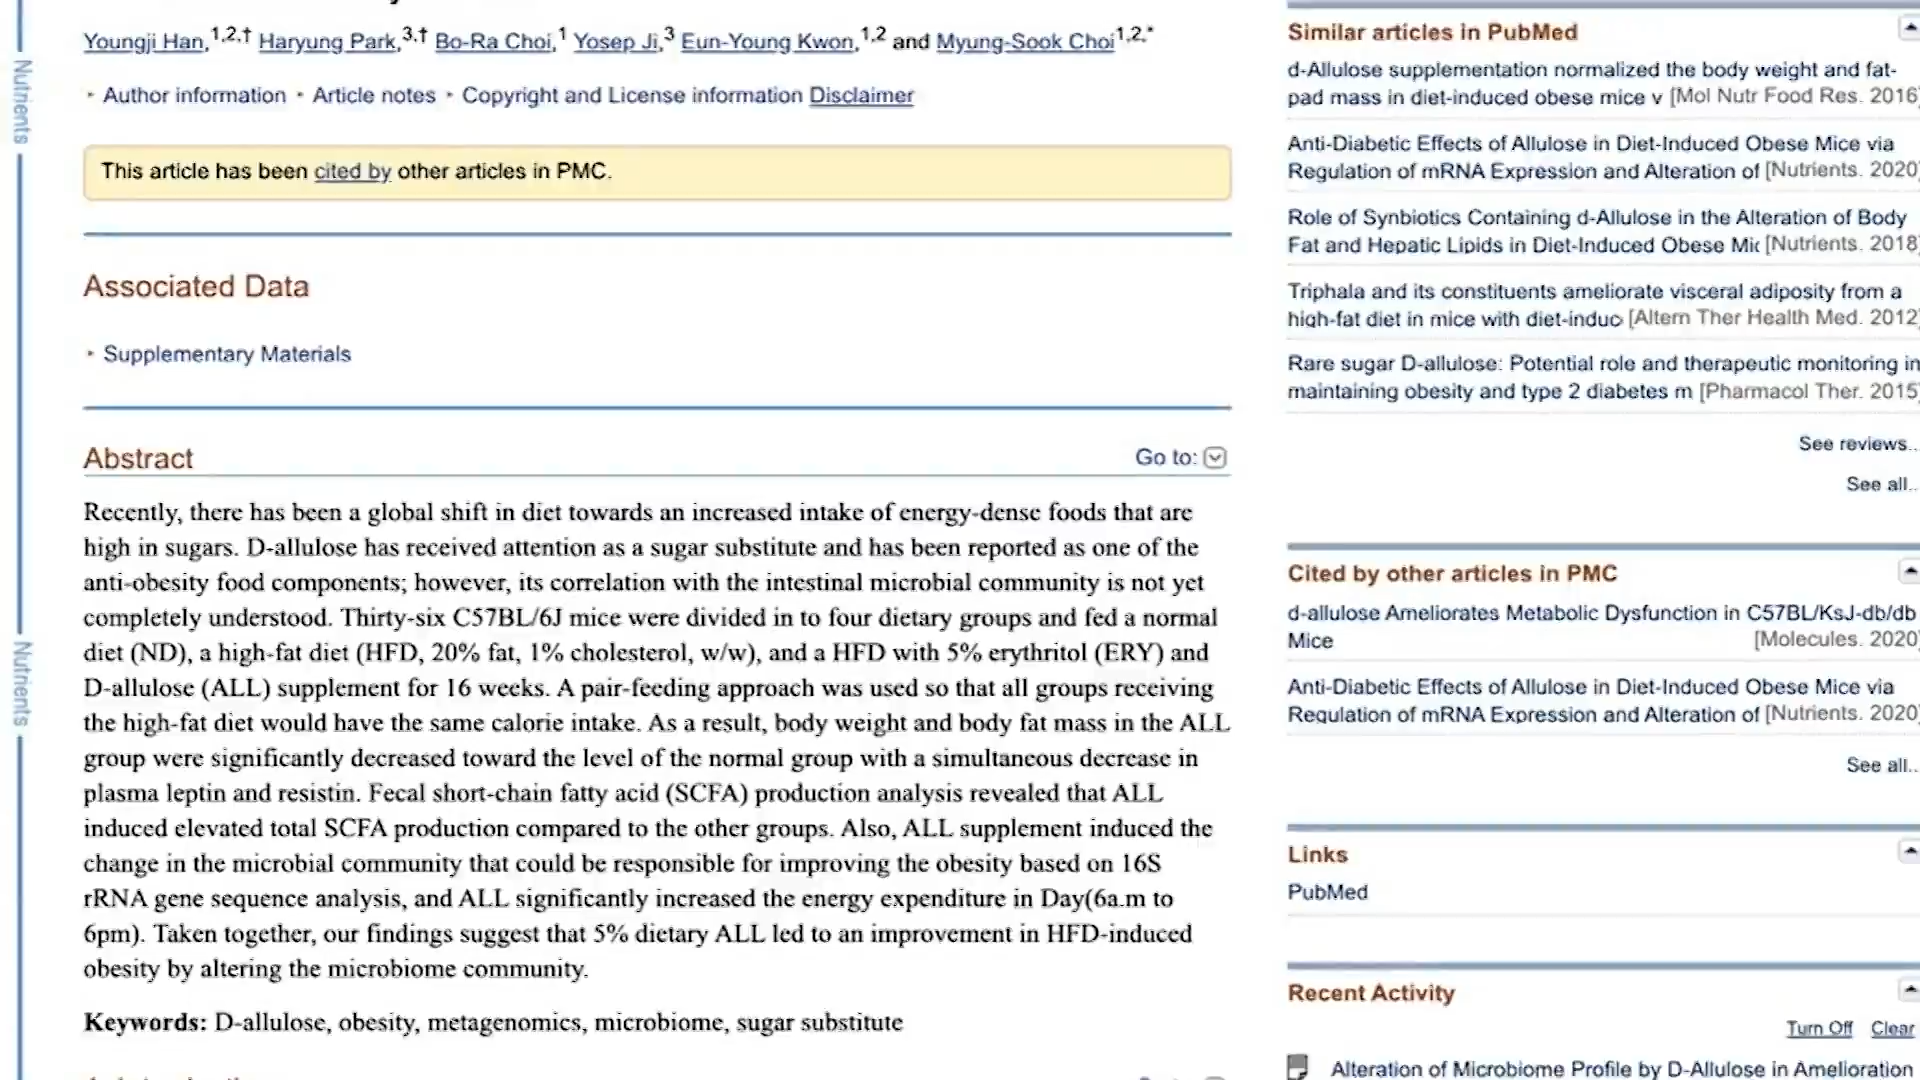 Youngji Han,1,2,† Haryung Park,3,† Bo-Ra Choi,1 Yosep Ji,3 Eun-Young Kwon,1,2 and Myung-Sook Choi1,2,*
Author information • Article notes • Copyright and License information Disclaimer
This article has been cited by other articles in PMC.
Associated Data
Supplementary Materials
Abstract
Go to:
Recently, there has been a global shift in diet towards an increased intake of energy-dense foods that are
high in sugars. D-allulose has received attention as a sugar substitute and has been reported as one of the
anti-obesity food components; however, its correlation with the intestinal microbial community is not yet
completely understood. Thirty-six C57BL/6J mice were divided in to four dietary groups and fed a normal
diet (ND), a high-fat diet (HFD, 20% fat, 1% cholesterol, w/w), and a HFD with 5% erythritol (ERY) and
D-allulose (ALL) supplement for 16 weeks. A pair-feeding approach was used so that all groups receiving
the high-fat diet would have the same calorie intake. As a result, body weight and body fat mass in the ALL
group were significantly decreased toward the level of the normal group with a simultaneous decrease in
plasma leptin and resistin. Fecal short-chain fatty acid (SCFA) production analysis revealed that ALL
induced elevated total SCFA production compared to the other groups. Also, ALL supplement induced the
change in the microbial community that could be responsible for improving the obesity based on 16S
rRNA gene sequence analysis, and ALL significantly increased the energy expenditure in Day(6a.m to
6pm). Taken together, our findings suggest that 5% dietary ALL led to an improvement in HFD-induced
obesity by altering the microbiome community.
Keywords: D-allulose, obesity, metagenomics, microbiome, sugar substitute
Nutrients
Nutrients
Similar articles in PubMed
d-Allulose supplementation normalized the body weight and fat-
pad mass in diet-induced obese mice v [Mol Nutr Food Res. 2016]
Anti-Diabetic Effects of Allulose in Diet-Induced Obese Mice via
Regulation of mRNA Expression and Alteration of [Nutrients. 2020]
Role of Synbiotics Containing d-Allulose in the Alteration of Body
Fat and Hepatic Lipids in Diet-Induced Obese Mic [Nutrients. 2018]
Triphala and its constituents ameliorate visceral adiposity from a
high-fat diet in mice with diet-induc [Altern Ther Health Med. 2012]
Rare sugar D-allulose: Potential role and therapeutic monitoring in
maintaining obesity and type 2 diabetes m [Pharmacol Ther. 2015]
See reviews..
See all..
Cited by other articles in PMC
d-allulose Ameliorates Metabolic Dysfunction in C57BL/KsJ-db/db
Mice [Molecules. 2020]
Anti-Diabetic Effects of Allulose in Diet-Induced Obese Mice via
Regulation of mRNA Expression and Alteration of [Nutrients. 2020]
See all..
Links
PubMed
Recent Activity
Turn Off Clear
Alteration of Microbiome Profile by D-Allulose in Amelioration